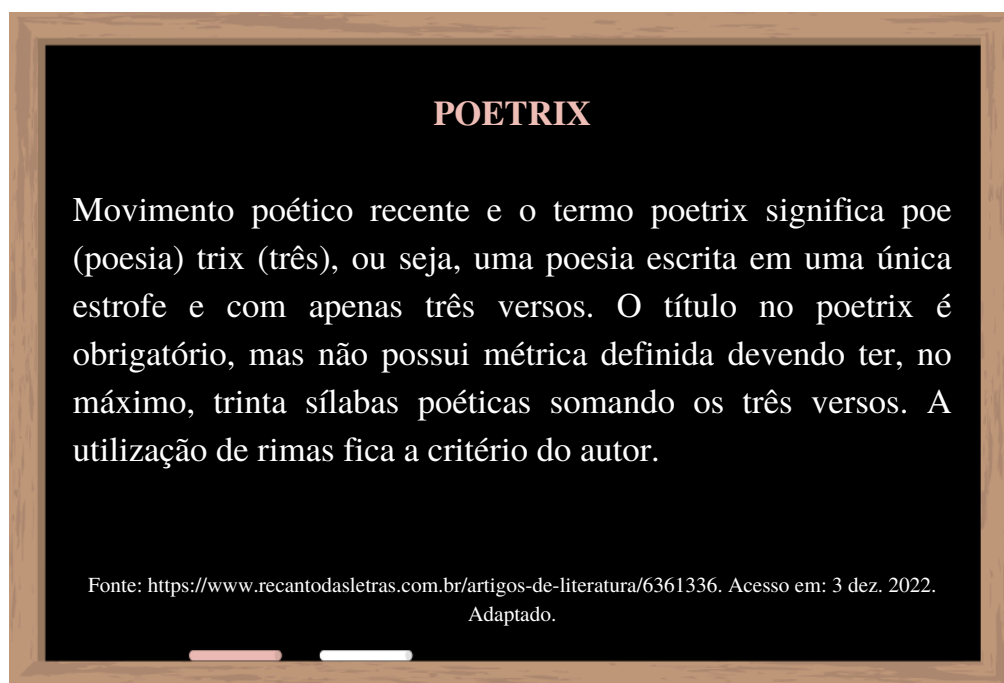 POETRIX
Movimento poético recente e o termo poetrix significa poe
(poesia) trix (três), ou seja, uma poesia escrita em uma única
estrofe e com apenas três versos. O título no poetrix é
obrigatório, mas não possui métrica definida devendo ter, no
máximo, trinta sílabas poéticas somando os três versos. A
utilização de rimas fica a critério do autor.
Fonte: https://www.recantodasletras.com.br/artigos-de-literatura/6361336. Acesso em: 3 dez. 2022.
Adaptado.